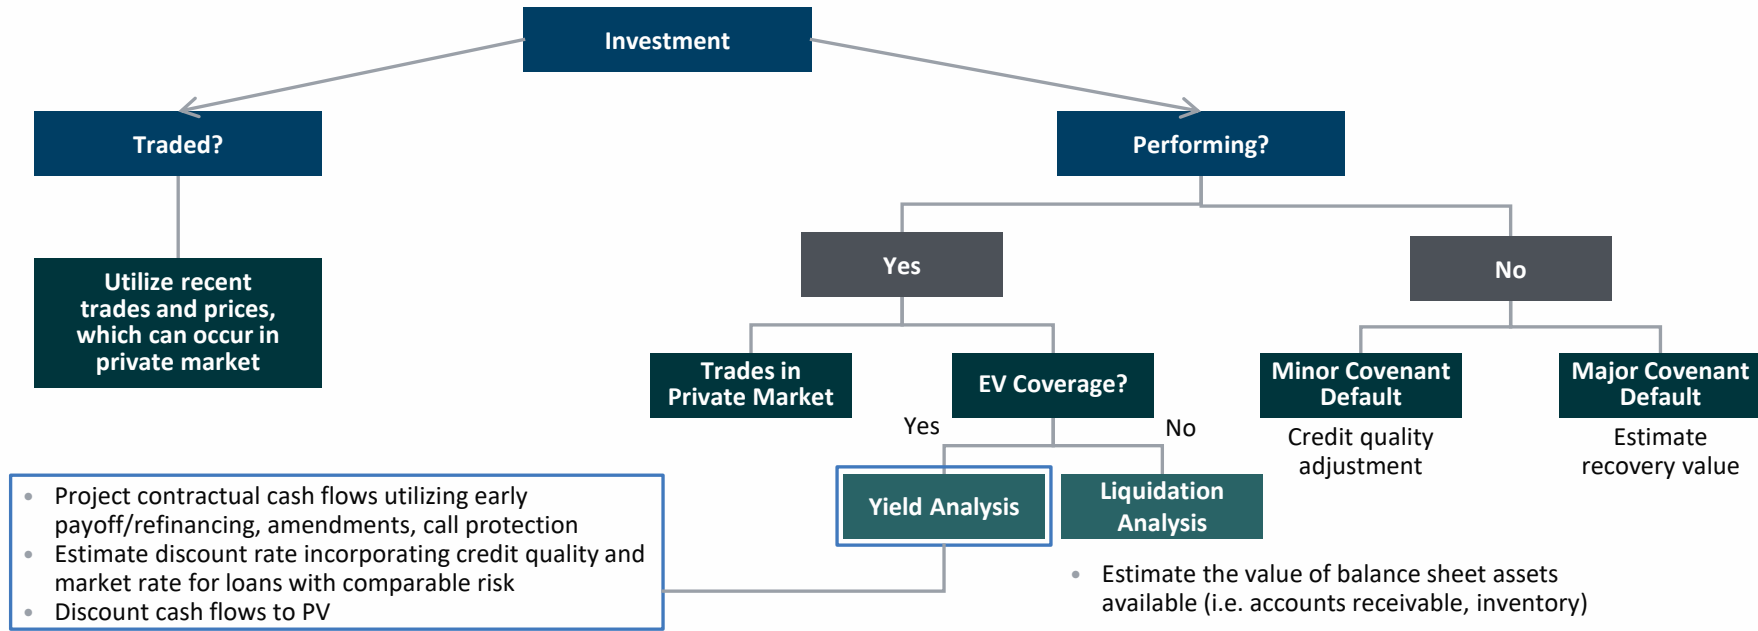 Investment
Traded?
Performing?
Utilize recent
trades and prices,
which can occur in
private market
Yes
No
Trades in
Private Market
EV Coverage?
Minor Covenant
Default
Major Covenant
Default
Credit quality
adjustment
Estimate
recovery value
Yes
No
Yield Analysis
Liquidation
Analysis
• Project contractual cash flows utilizing early
payoff/refinancing, amendments, call protection
• Estimate discount rate incorporating credit quality and
market rate for loans with comparable risk
• Discount cash flows to PV
• Estimate the value of balance sheet assets
available (i.e. accounts receivable, inventory)